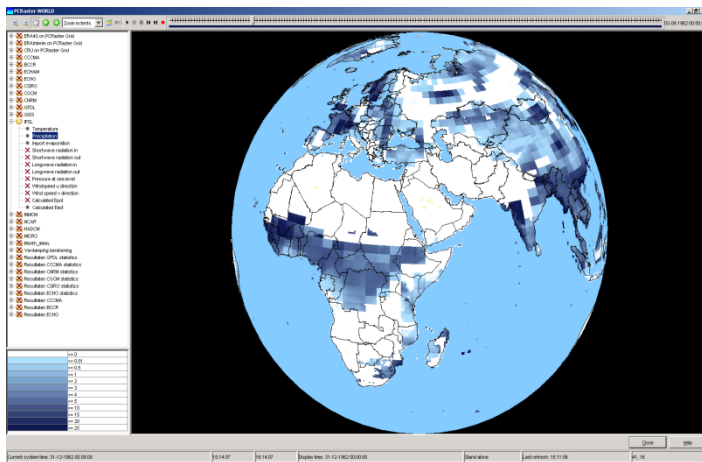 PCRaster WORLD
Zoom extents
03-08-1962 00:00:00
ERA40 on PCRaster Grid
ERAInterim on PCRaster Grid
CRU on PCRaster Grid
CCCMA
BCCR
ECHAM
ECHO
CSIRO
CGCM
CNRM
GFDL
GISS
IPSL
Temperature
Precipitation
Import evaporation
Shortwave radiation in
Shortwave radiation out
Longwave radiation in
Longwave radiation out
Pressure at sea level
Windspeed u direction
Wind speed v direction
Calculated Epot
Calculated Eact
INMCM
NCAR
HADCM
MICRO
Month_delay
Verdamping berekening
Resultaten GFDL statistics
Resultaten CCCMA statistics
Resultaten CNRM statistics
Resultaten CGCM statistics
Resultaten CSIRO statistics
Resultaten ECHO statistics
Resultaten CCCMA
Resultaten BCCR
Resultaten ECHO
<= 0
<= 0.01
<= 0.5
<= 1
<= 2
<= 3
<= 4
<= 5
<= 10
<= 15
<= 20
<= 25
Close
Help
Current system time: 31-12-1962 00:00:00
15:14:07
16:14:07
Display time: 31-12-1962 00:00:00
Stand alone
Last refresh: 15:11:56
41, 16